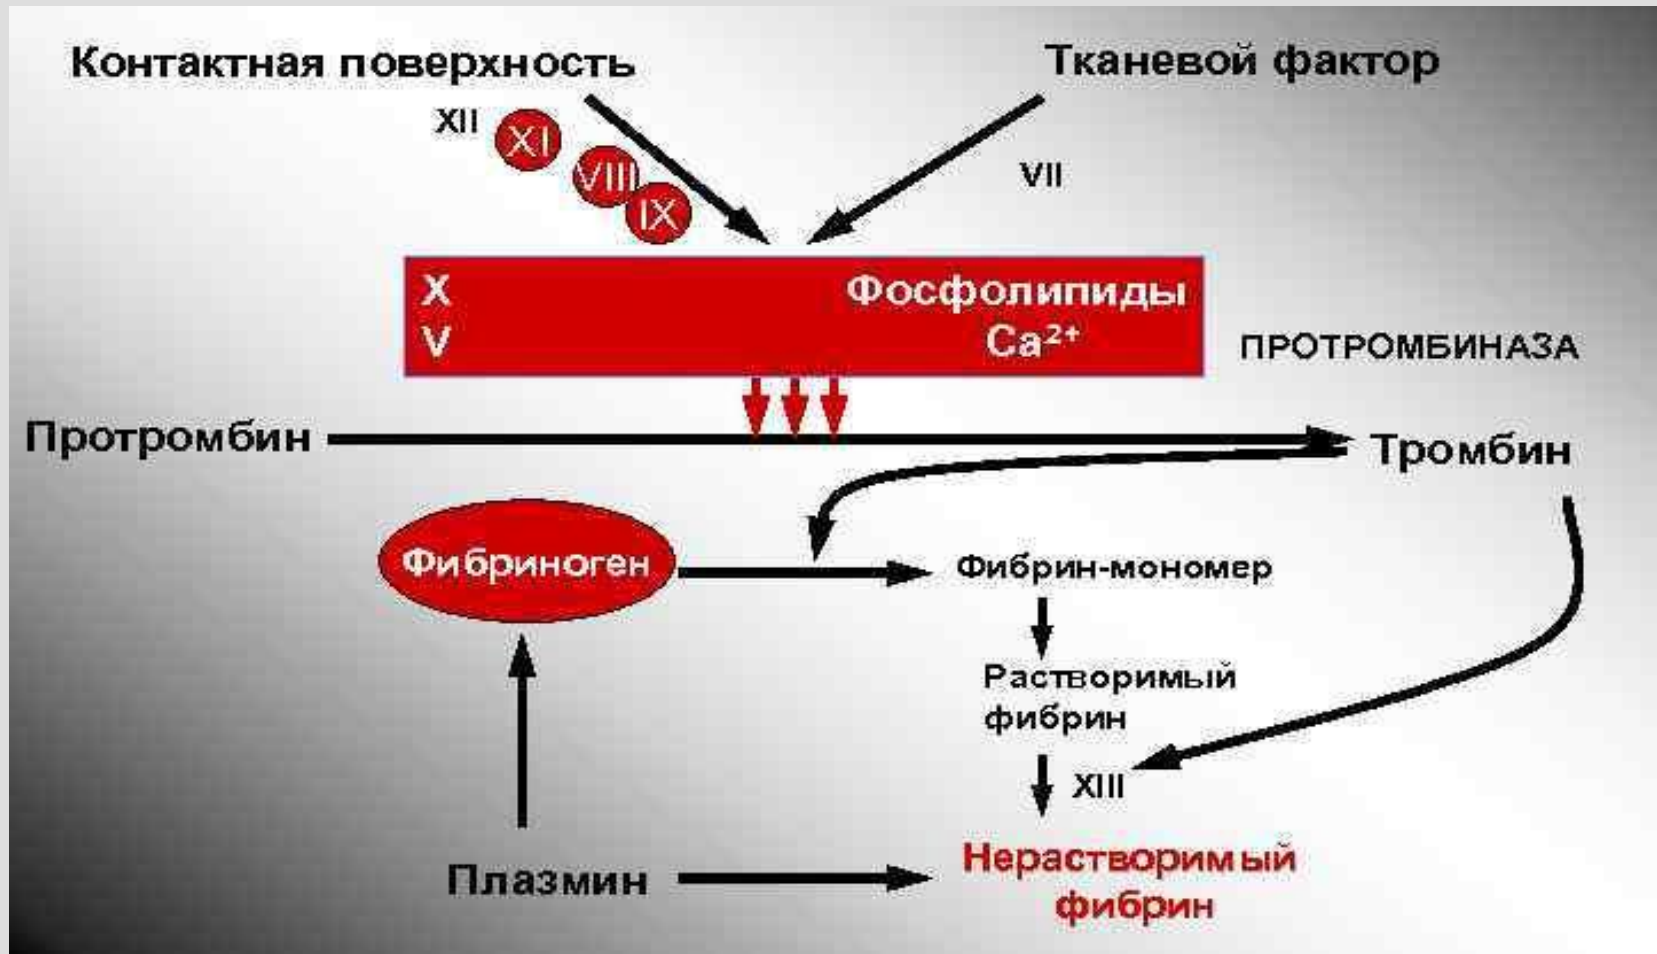 Контактная поверхность
Тканевой фактор
XII
XI
VIII
IX
VII
X
Фосфолипиды
V
Ca²⁺
ПРОТРОМБИНАЗА
Протромбин
Тромбин
Фибриноген
Фибрин-мономер
Растворимый
фибрин
XIII
Плазмин
Нерастворимый
фибрин